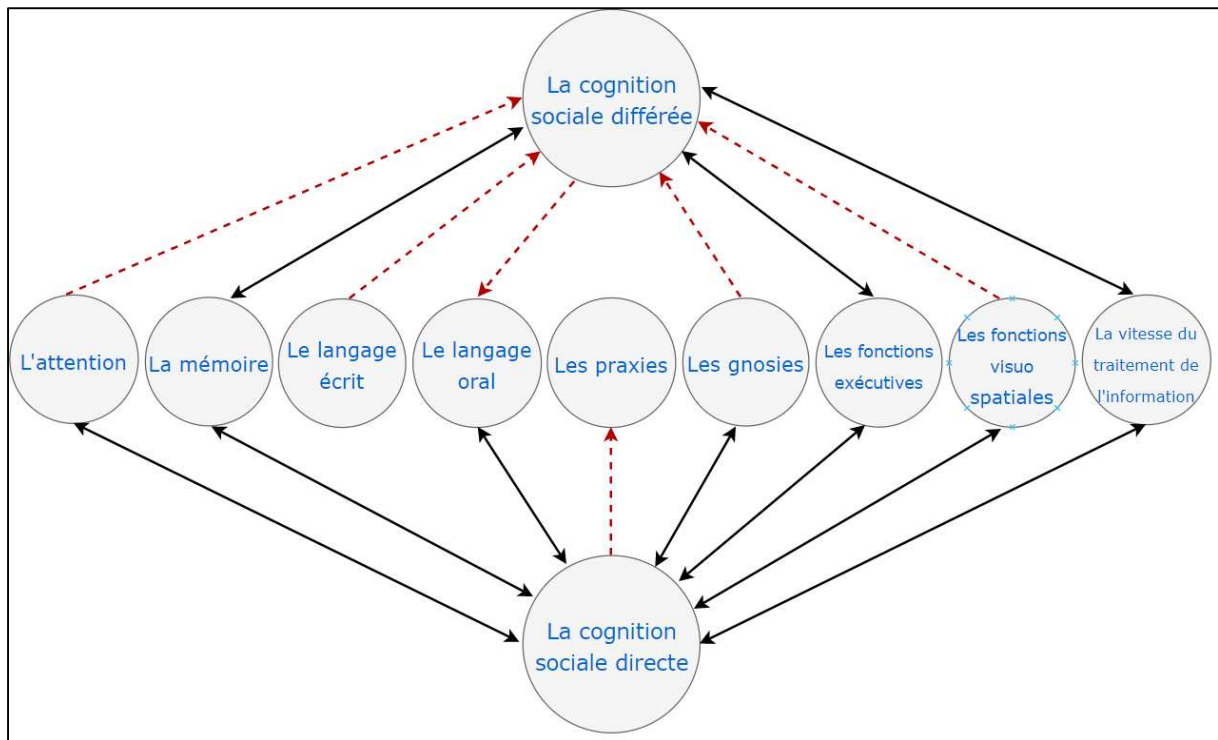 La cognition
sociale différée
L'attention
La mémoire
Le langage
écrit
Le langage
oral
Les praxies
Les gnosies
Les fonctions
exécutives
Les fonctions
visuo
spatiales
La vitesse du
traitement de
l'information
La cognition
sociale directe